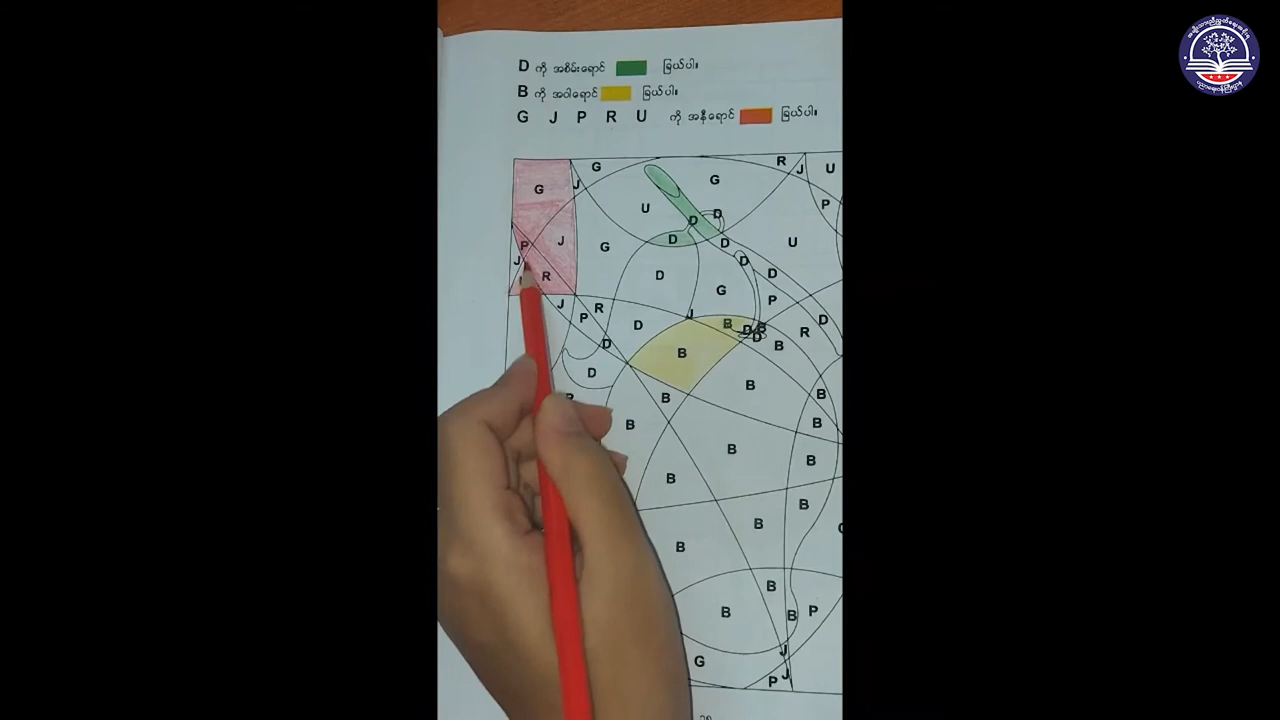 D ကို အစိမ်းရောင် ခြယ်ပါ။
B ကို အဝါရောင် ခြယ်ပါ။
G J P R U ကို အနီရောင် ခြယ်ပါ။
G R J U
J G
G U D D P
P J G D D U
J D D D
R G P
J P R J B D B D R D
D D B B
D B B
B B
B B
B B
B
B B
B
B
B B P
G J
J
P